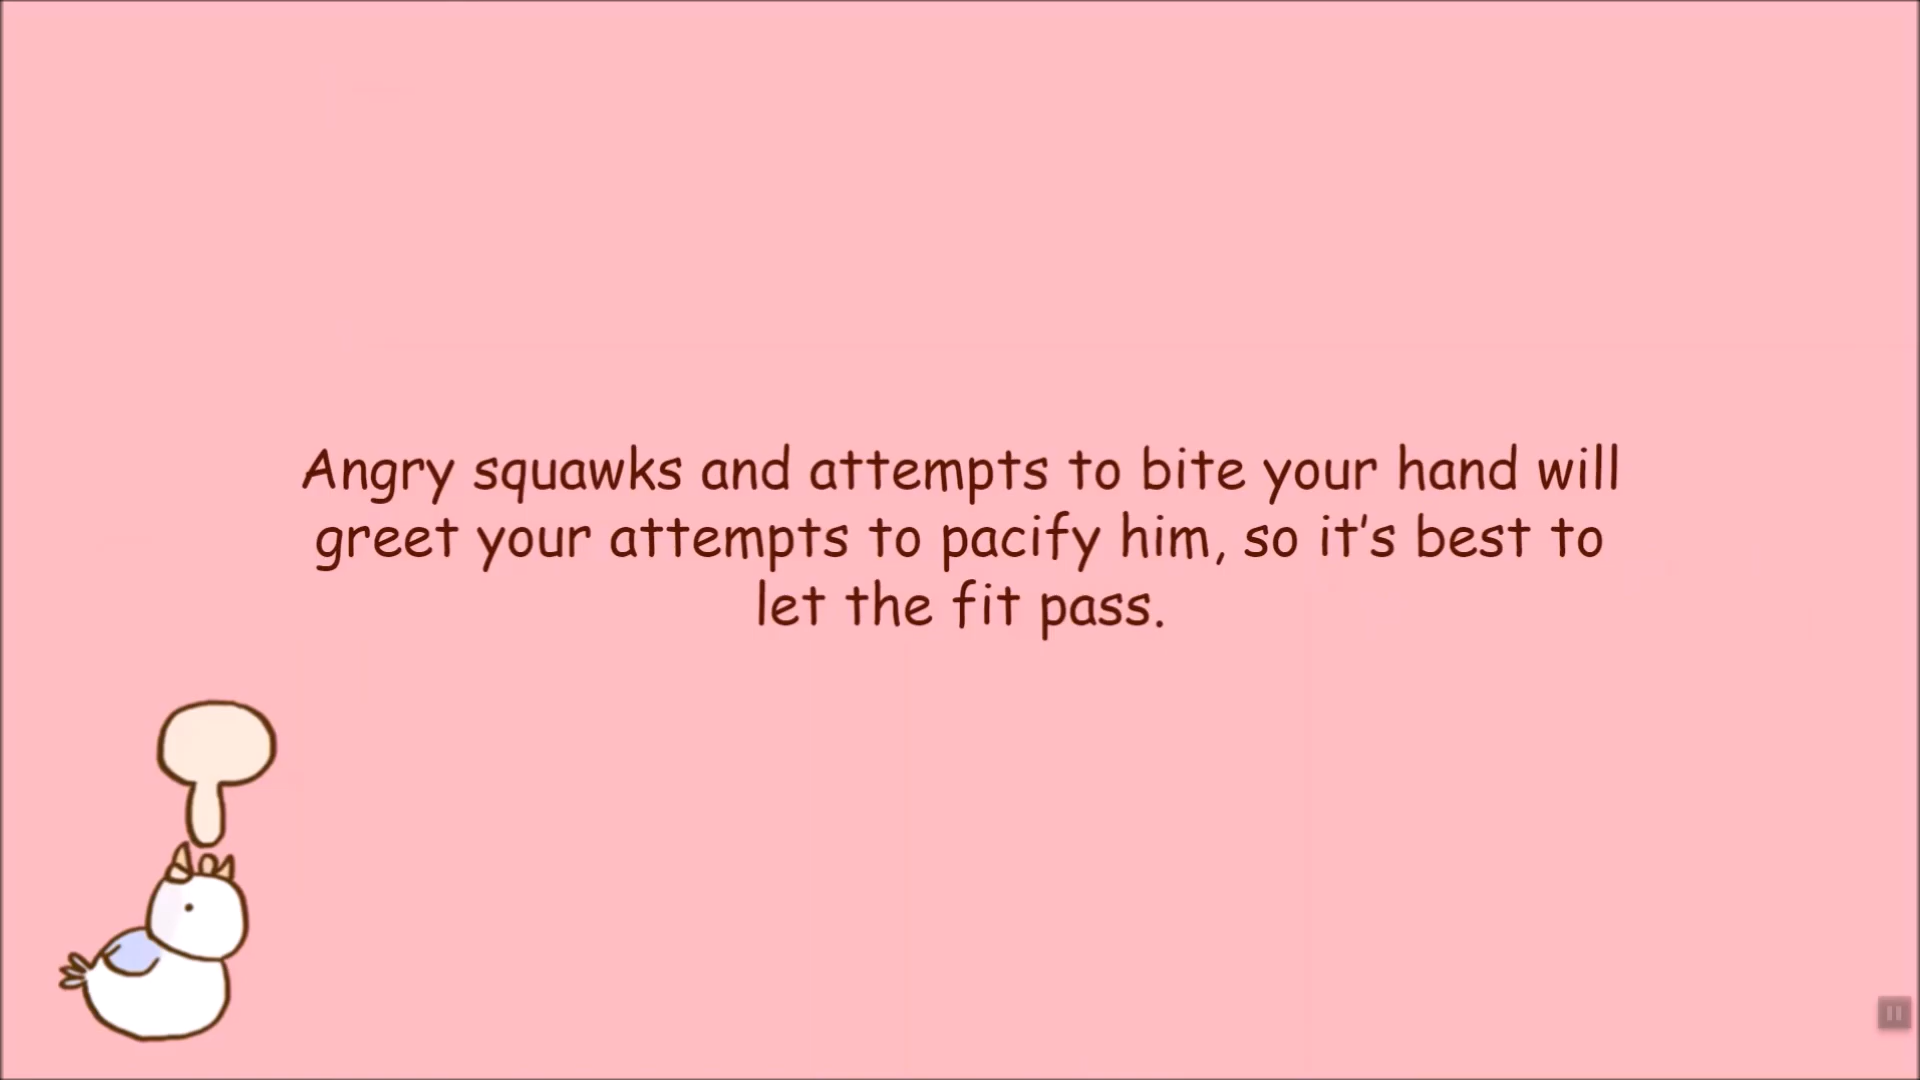 Angry squawks and attempts to bite your hand will
greet your attempts to pacify him, so it's best to
let the fit pass.